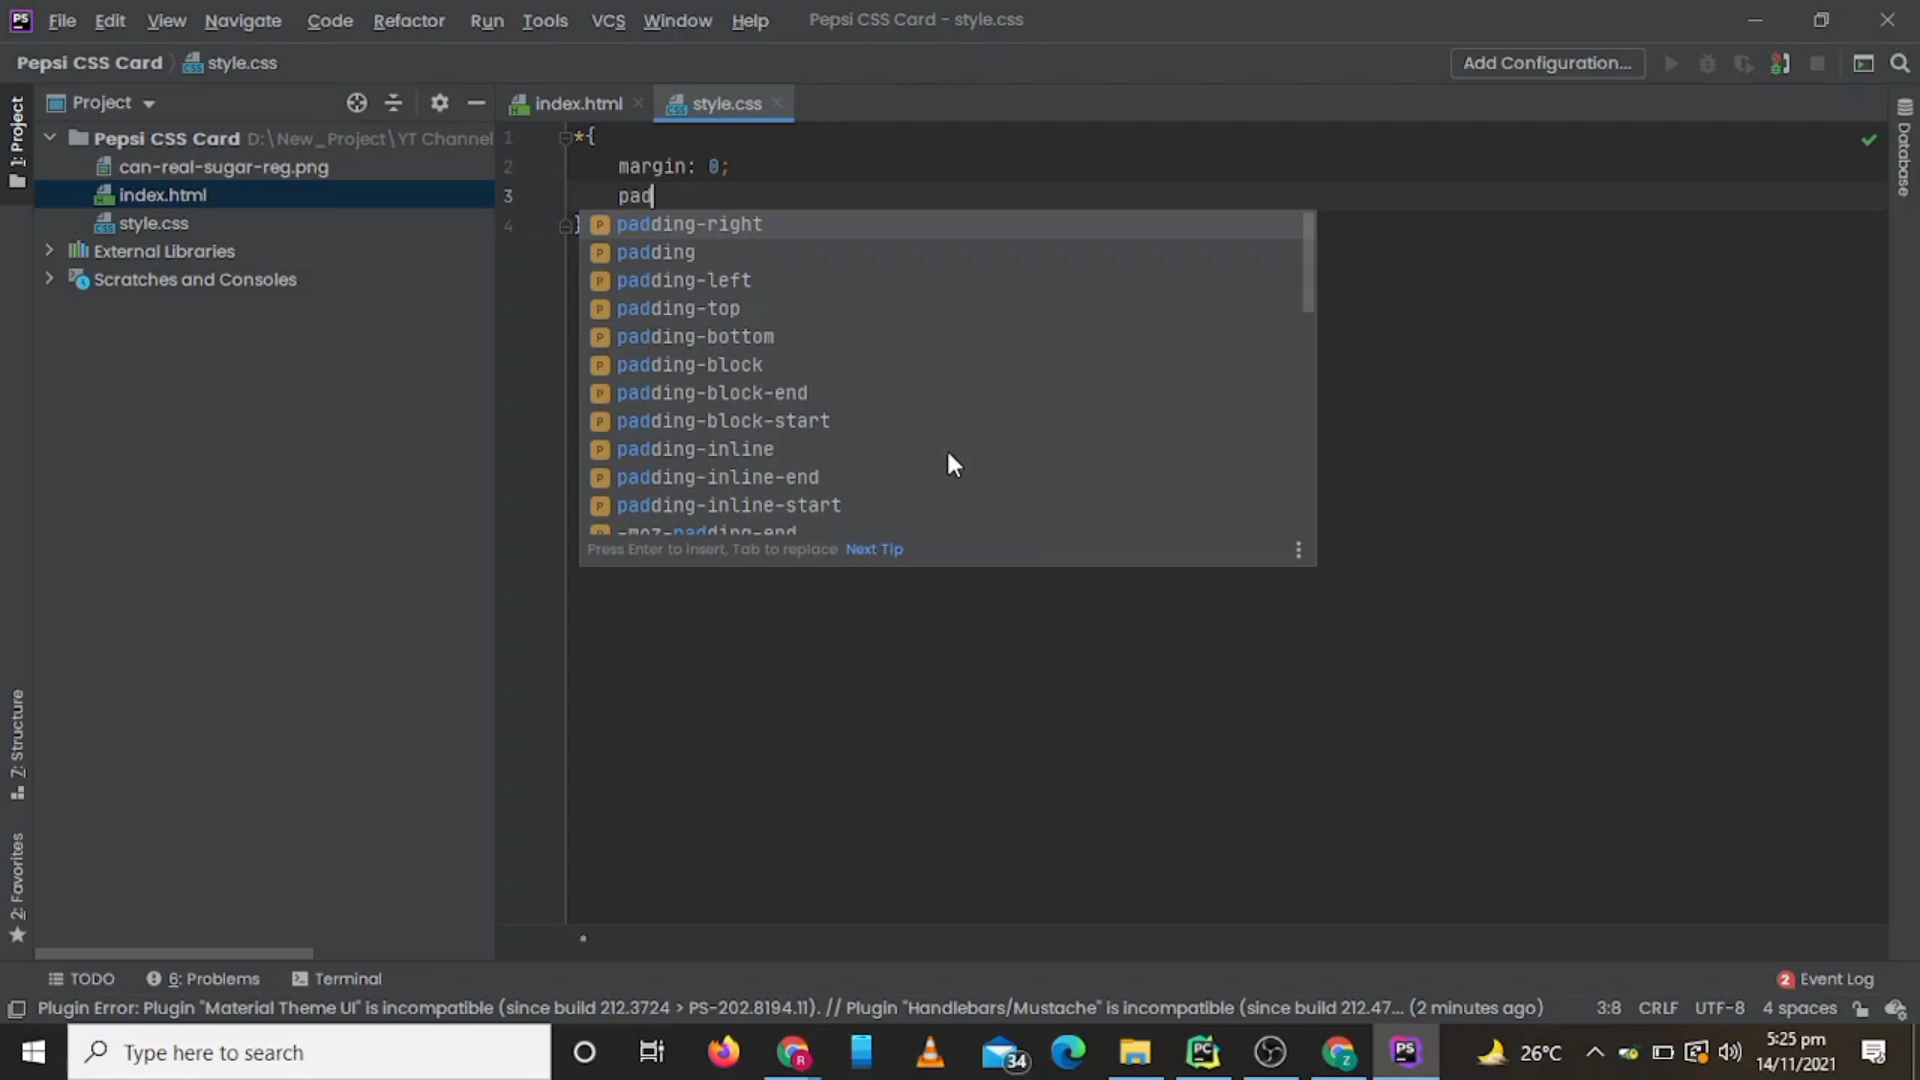 PS File Edit View Navigate Code Refactor Run Tools VCS Window Help Pepsi CSS Card - style.css
Pepsi CSS Card style.css Add Configuration...
Project
index.html style.css
1: Project
Pepsi CSS Card D:\New_Project\YT Channel
can-real-sugar-reg.png
index.html
style.css
External Libraries
Scratches and Consoles
Z: Structure
2: Favorites
Database
1 *{
2 margin: 0;
3 pad
4 }
padding-right
padding
padding-left
padding-top
padding-bottom
padding-block
padding-block-end
padding-block-start
padding-inline
padding-inline-end
padding-inline-start
-moz-padding-end
Press Enter to insert, Tab to replace Next Tip
*
TODO 6: Problems Terminal 2 Event Log
Plugin Error: Plugin "Material Theme UI" is incompatible (since build 212.3724 > PS-202.8194.11). // Plugin "Handlebars/Mustache" is incompatible (since build 212.47... (2 minutes ago) 3:8 CRLF UTF-8 4 spaces
Type here to search 34 26°C 5:25 pm
14/11/2021